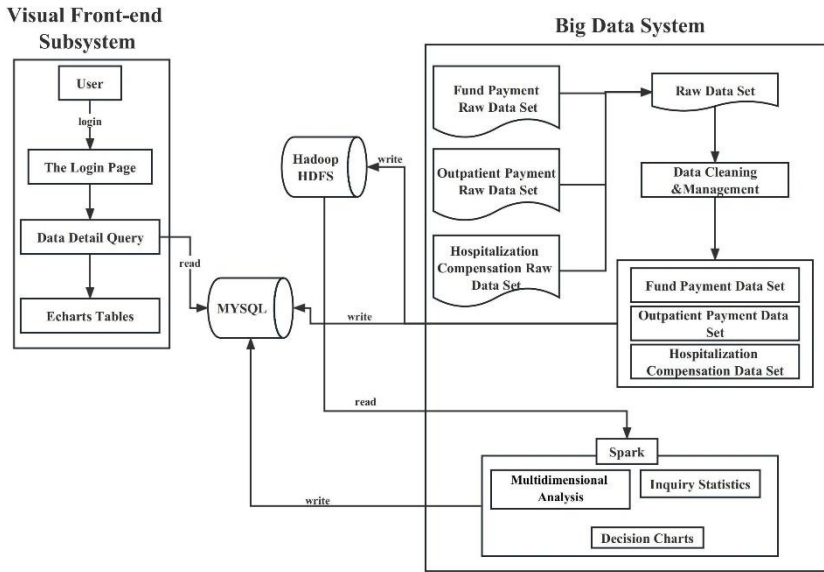 Visual Front-end
Subsystem
User
login
The Login Page
Data Detail Query
read
Echarts Tables
Hadoop
HDFS
write
MYSQL
write
read
write
Big Data System
Fund Payment
Raw Data Set
Raw Data Set
Outpatient Payment
Raw Data Set
Data Cleaning
&Management
Hospitalization
Compensation Raw
Data Set
Fund Payment Data Set
Outpatient Payment Data
Set
Hospitalization
Compensation Data Set
Spark
Multidimensional
Analysis
Inquiry Statistics
Decision Charts